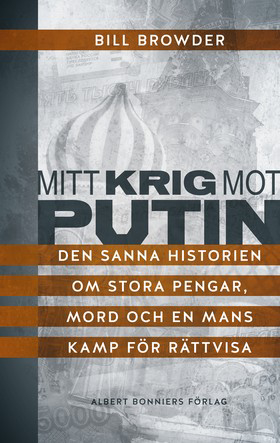 BILL BROWDER
MITT KRIG MOT
PUTIN
DEN SANNA HISTORIEN
OM STORA PENGAR,
MORD OCH EN MANS
KAMP FÖR RÄTTVISA
ALBERT BONNIERS FÖRLAG
5000